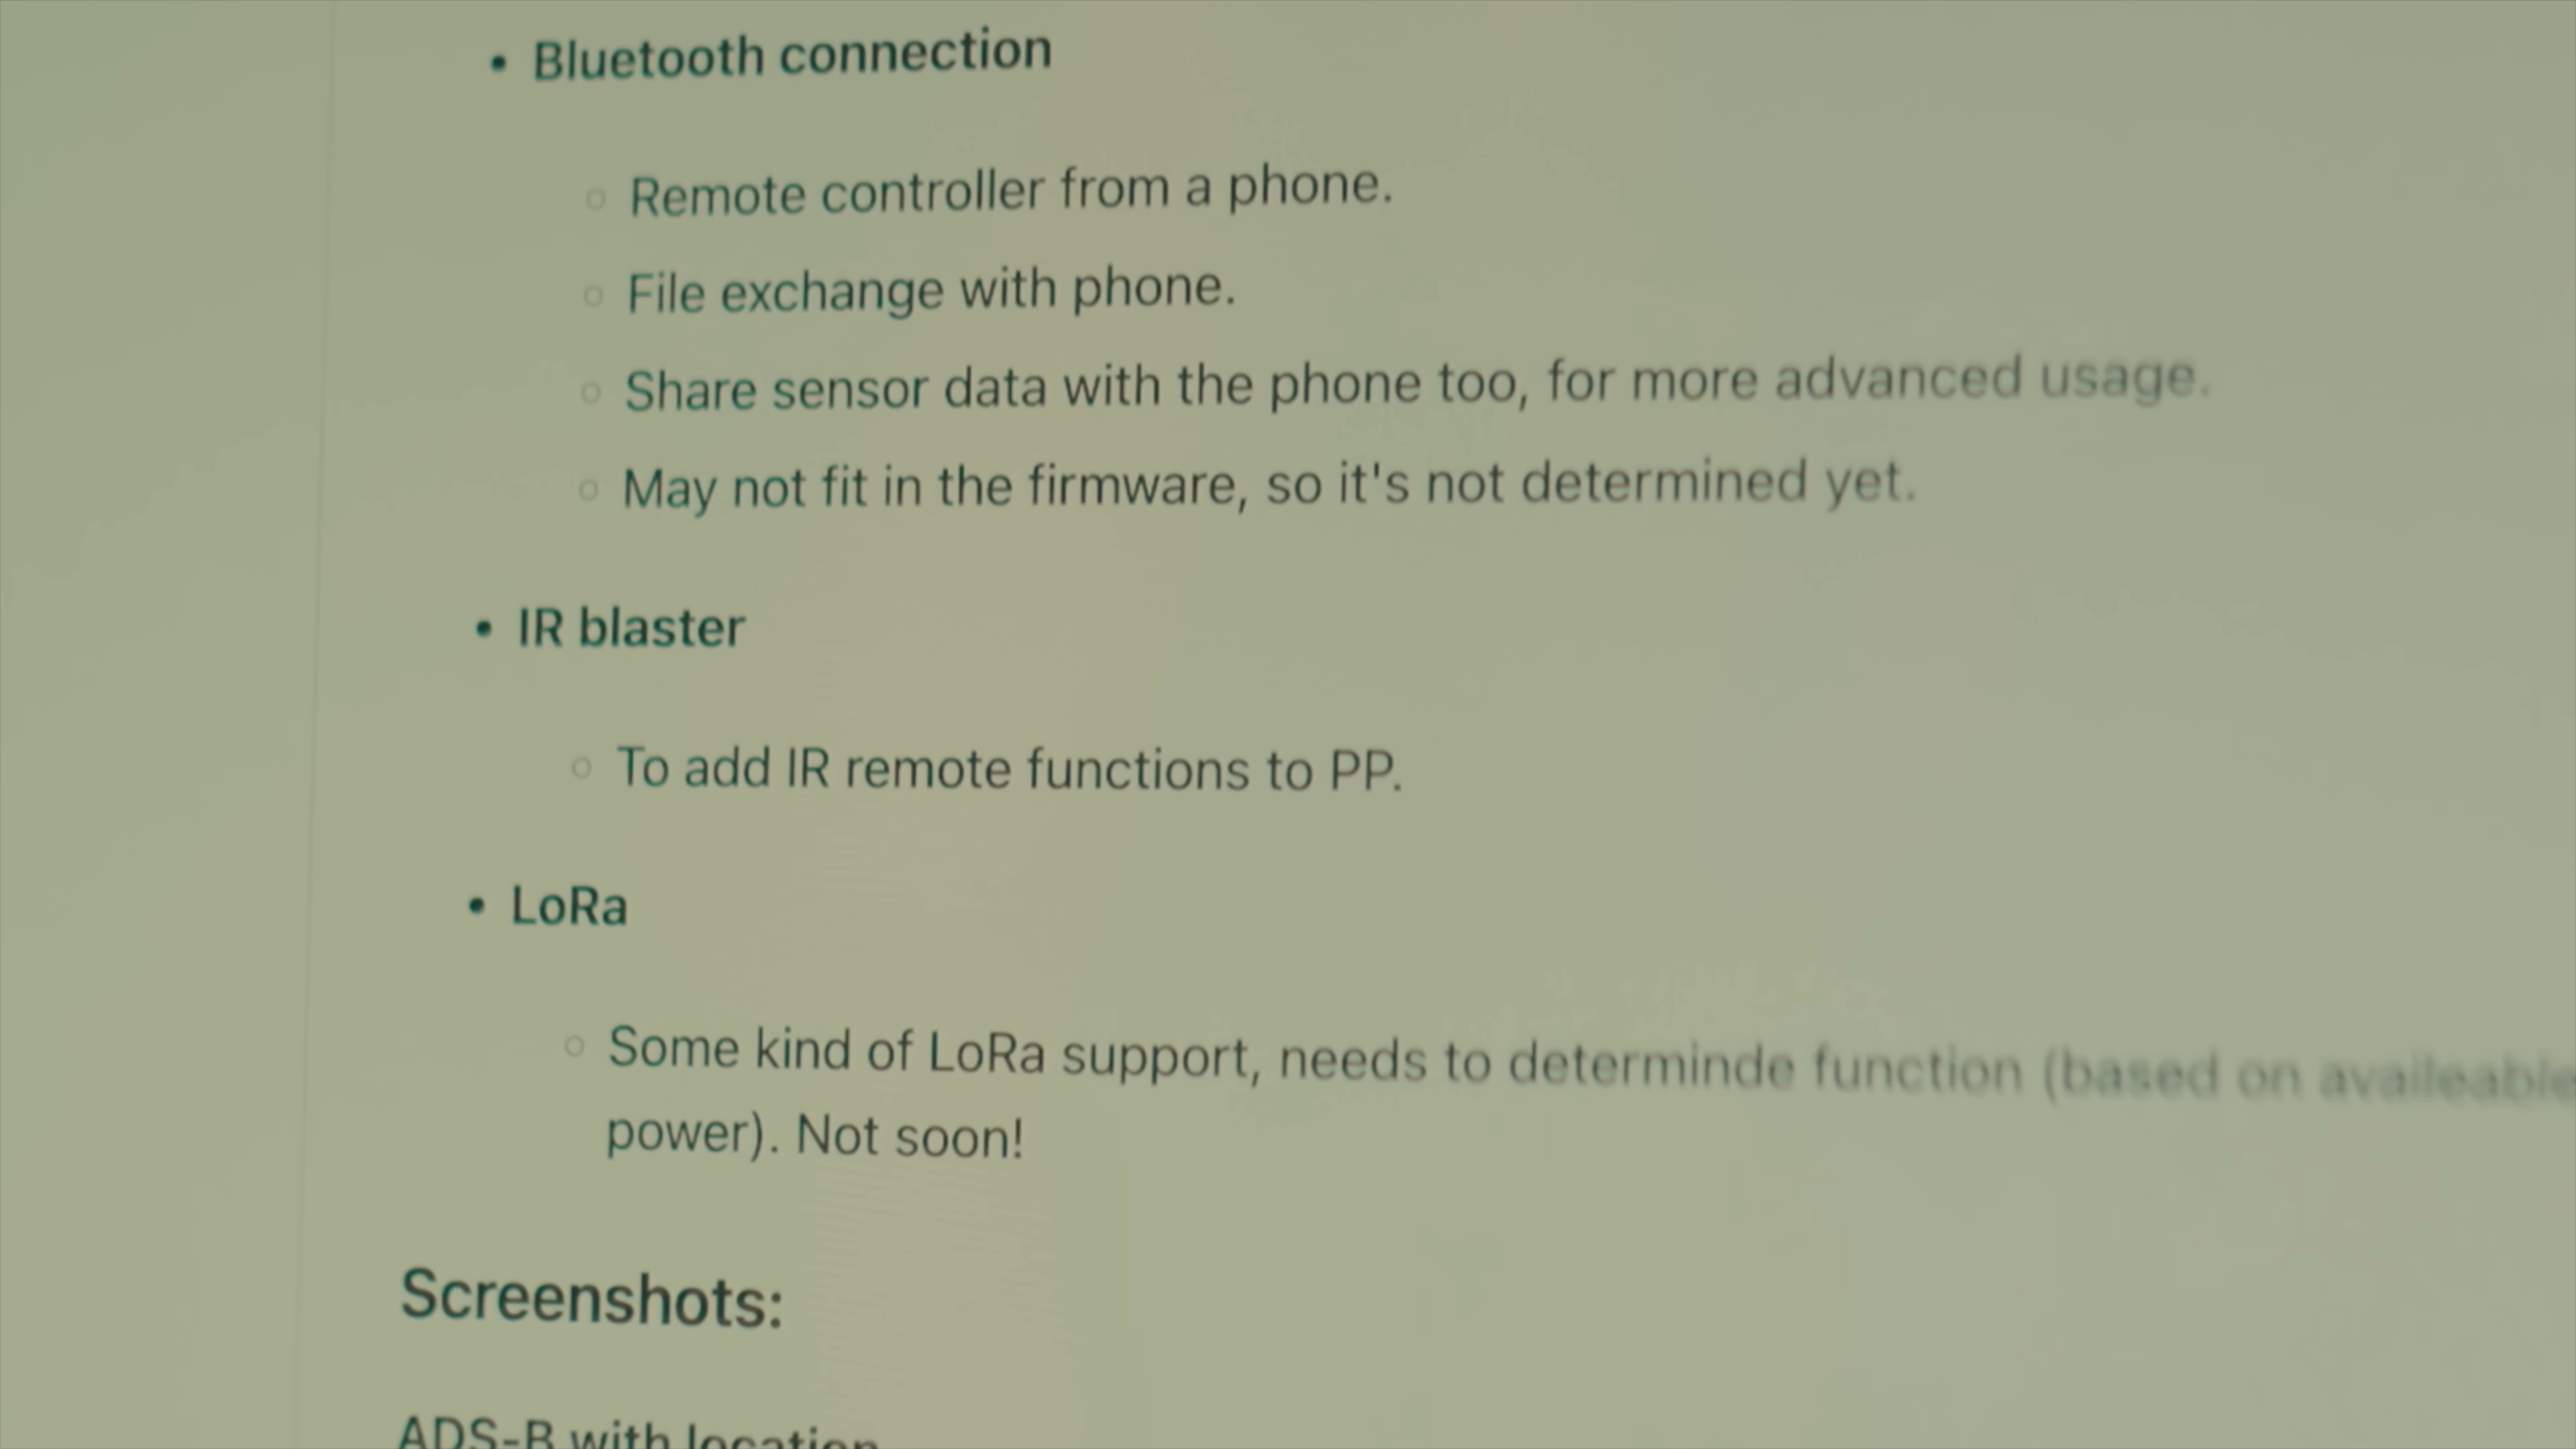 • Bluetooth connection
○ Remote controller from a phone.
○ File exchange with phone.
○ Share sensor data with the phone too, for more advanced usage.
○ May not fit in the firmware, so it's not determined yet.
• IR blaster
○ To add IR remote functions to PP.
• LoRa
○ Some kind of LoRa support, needs to determinde function (based on availeable
power). Not soon!
Screenshots:
ADS-B with location